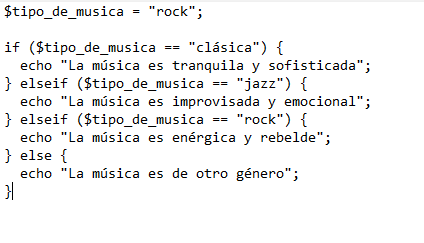 $tipo_de_musica = "rock";

if ($tipo_de_musica == "clásica") {
  echo "La música es tranquila y sofisticada";
} elseif ($tipo_de_musica == "jazz") {
  echo "La música es improvisada y emocional";
} elseif ($tipo_de_musica == "rock") {
  echo "La música es enérgica y rebelde";
} else {
  echo "La música es de otro género";
}